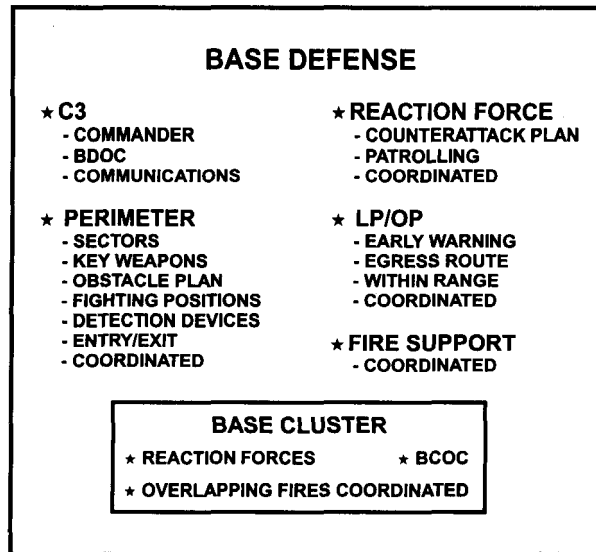 BASE DEFENSE
★ C3
- COMMANDER
- BDOC
- COMMUNICATIONS
★ PERIMETER
- SECTORS
- KEY WEAPONS
- OBSTACLE PLAN
- FIGHTING POSITIONS
- DETECTION DEVICES
- ENTRY/EXIT
- COORDINATED
★ REACTION FORCE
- COUNTERATTACK PLAN
- PATROLLING
- COORDINATED
★ LP/OP
- EARLY WARNING
- EGRESS ROUTE
- WITHIN RANGE
- COORDINATED
★ FIRE SUPPORT
- COORDINATED
BASE CLUSTER
★ REACTION FORCES ★ BCOC
★ OVERLAPPING FIRES COORDINATED